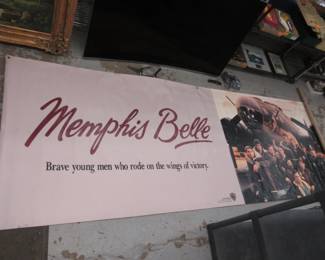 Memphis Belle
Brave young men who rode on the wings of victory.